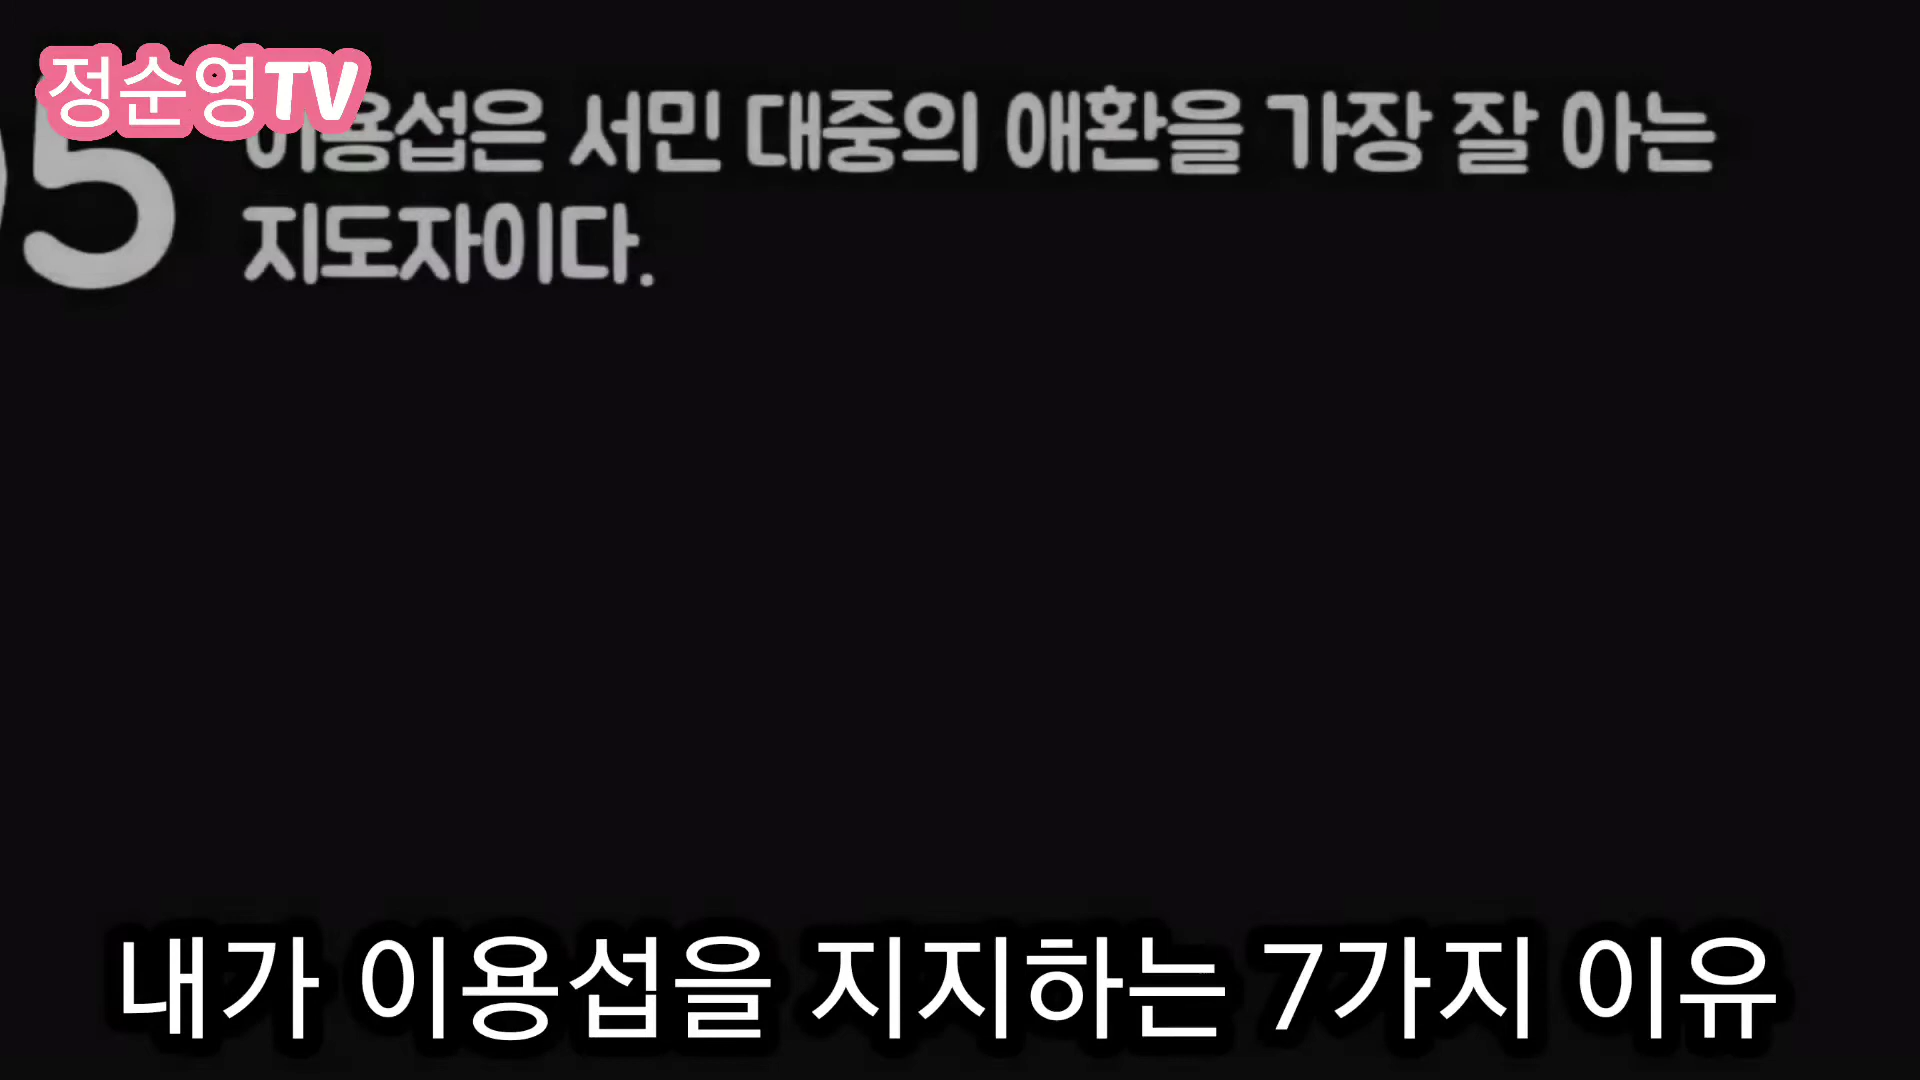 정순영TV
05 이용섭은 서민 대중의 애환을 가장 잘 아는
지도자이다.
내가 이용섭을 지지하는 7가지 이유